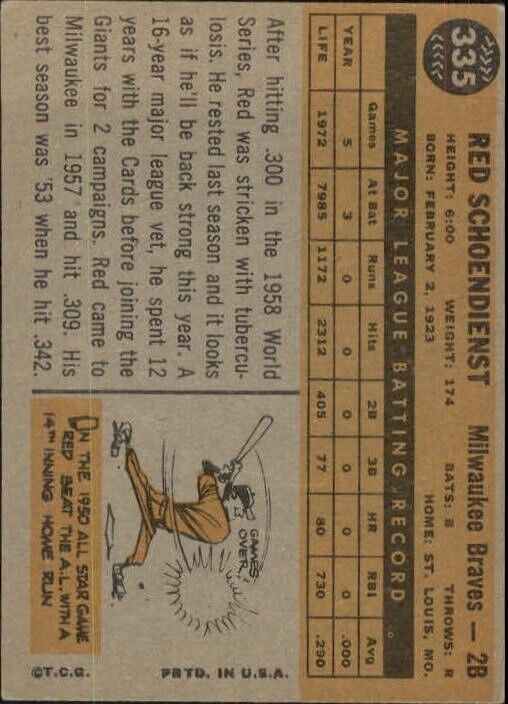 335
RED SCHOENDIENST Milwaukee Braves — 2B
HEIGHT: 6:00 WEIGHT: 174 BATS: B THROWS: R
BORN: FEBRUARY 2, 1923 HOME: ST. LOUIS, MO.
MAJOR LEAGUE BATTING RECORD
Games At Bat Runs Hits 2B 3B HR RBI Avg
YEAR 5 3 0 0 0 0 0 0 .000
LIFE 1972 7985 1172 2312 405 77 80 730 .290
After hitting .300 in the 1958 World
Series, Red was stricken with tubercu-
losis. He rested last season and it looks
as if he'll be back strong this year. A
16-year major league vet, he spent 12
years with the Cards before joining the
Giants for 2 campaigns. Red came to
Milwaukee in 1957 and hit .309. His
best season was '53 when he hit .342.
GAME'S
OVER!
IN THE 1950 ALL STAR GAME
RED BEAT THE A.L. WITH A
14TH INNING HOME RUN
©T.C.G. PRTD. IN U.S.A.